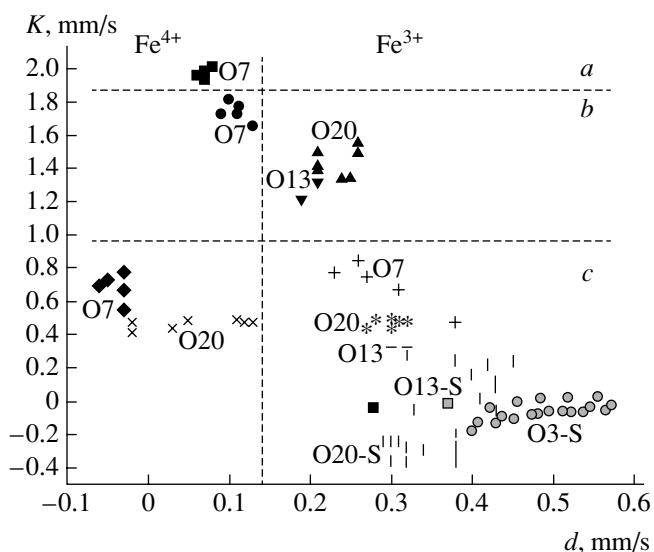 K, mm/s
Fe4+ Fe3+
2.0 O7 a
1.8 b
1.6 O7 O20
1.4 O13
1.2
1.0
0.8 O7 c
0.6 O7
0.4 O20 O20
0.2 O13
O13-S
0
−0.2 O3-S
−0.4 O20-S
−0.1 0 0.1 0.2 0.3 0.4 0.5 0.6
d, mm/s